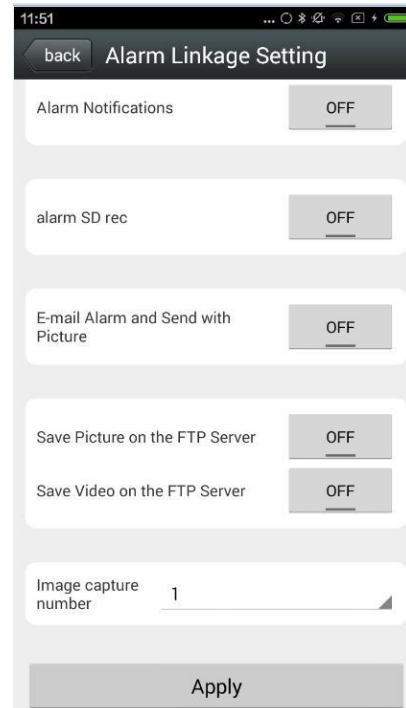 11:51
...
back Alarm Linkage Setting
Alarm Notifications OFF
alarm SD rec OFF
E-mail Alarm and Send with
Picture OFF
Save Picture on the FTP Server OFF
Save Video on the FTP Server OFF
Image capture
number 1
Apply